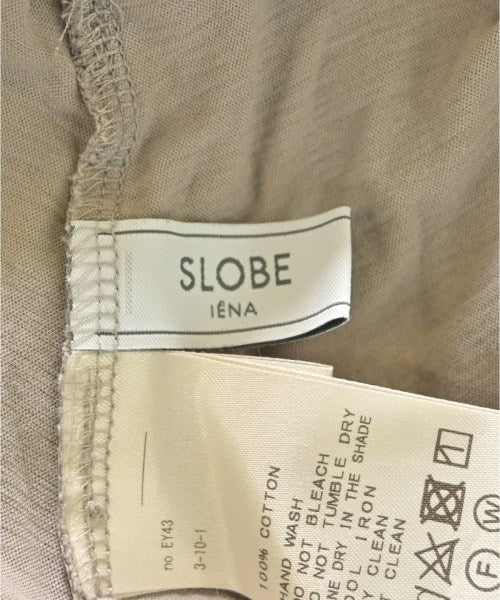 SLOBE
IÉNA
no EY43
3-10-1
100% COTTON
HAND WASH
DO NOT BLEACH
DO NOT TUMBLE DRY
LINE DRY IN THE SHADE
COOL IRON
DRY CLEAN
WET CLEAN
F
W